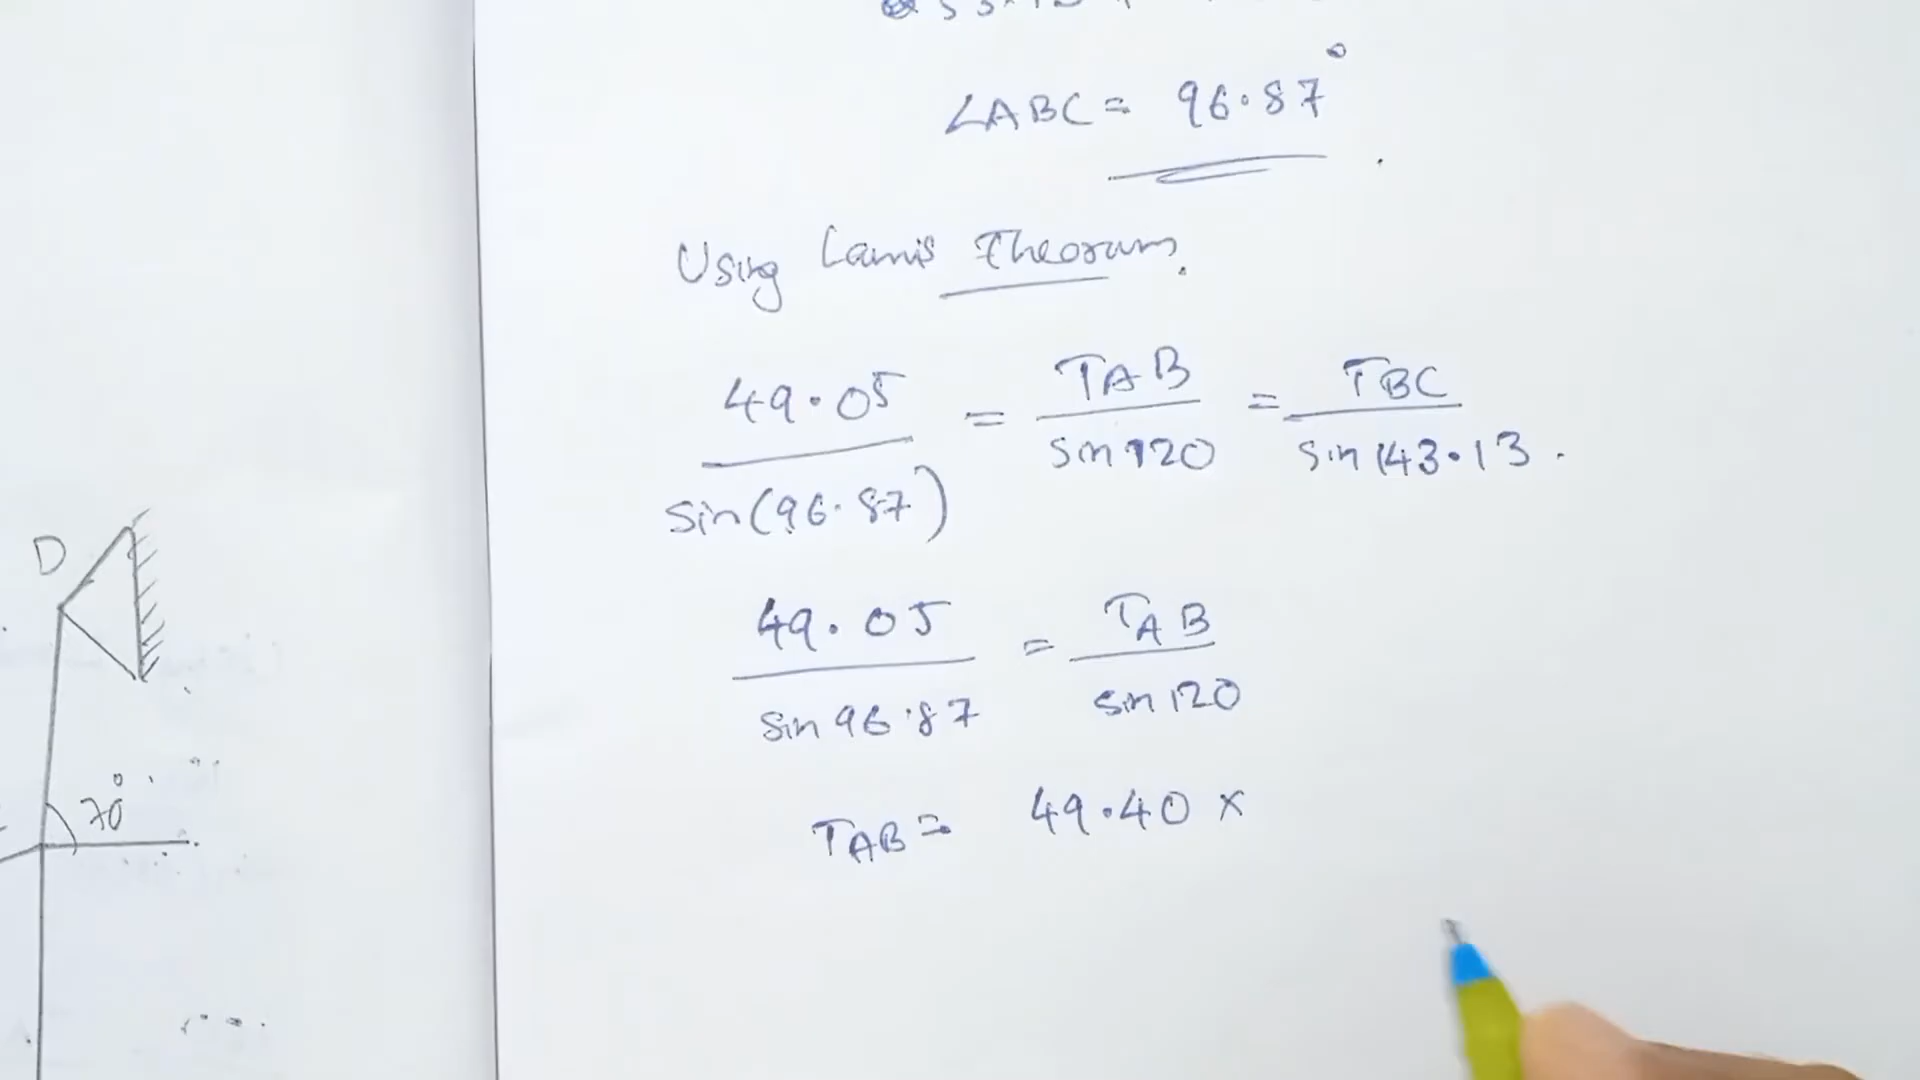 ∠ABC = 96.87°
Using Lamis Theorum.
49.05 / sin(96.87) = TAB / sin 120 = TBC / sin 143.13.
49.05 / sin 96.87 = TAB / sin 120
TAB = 49.40 x
D
70°